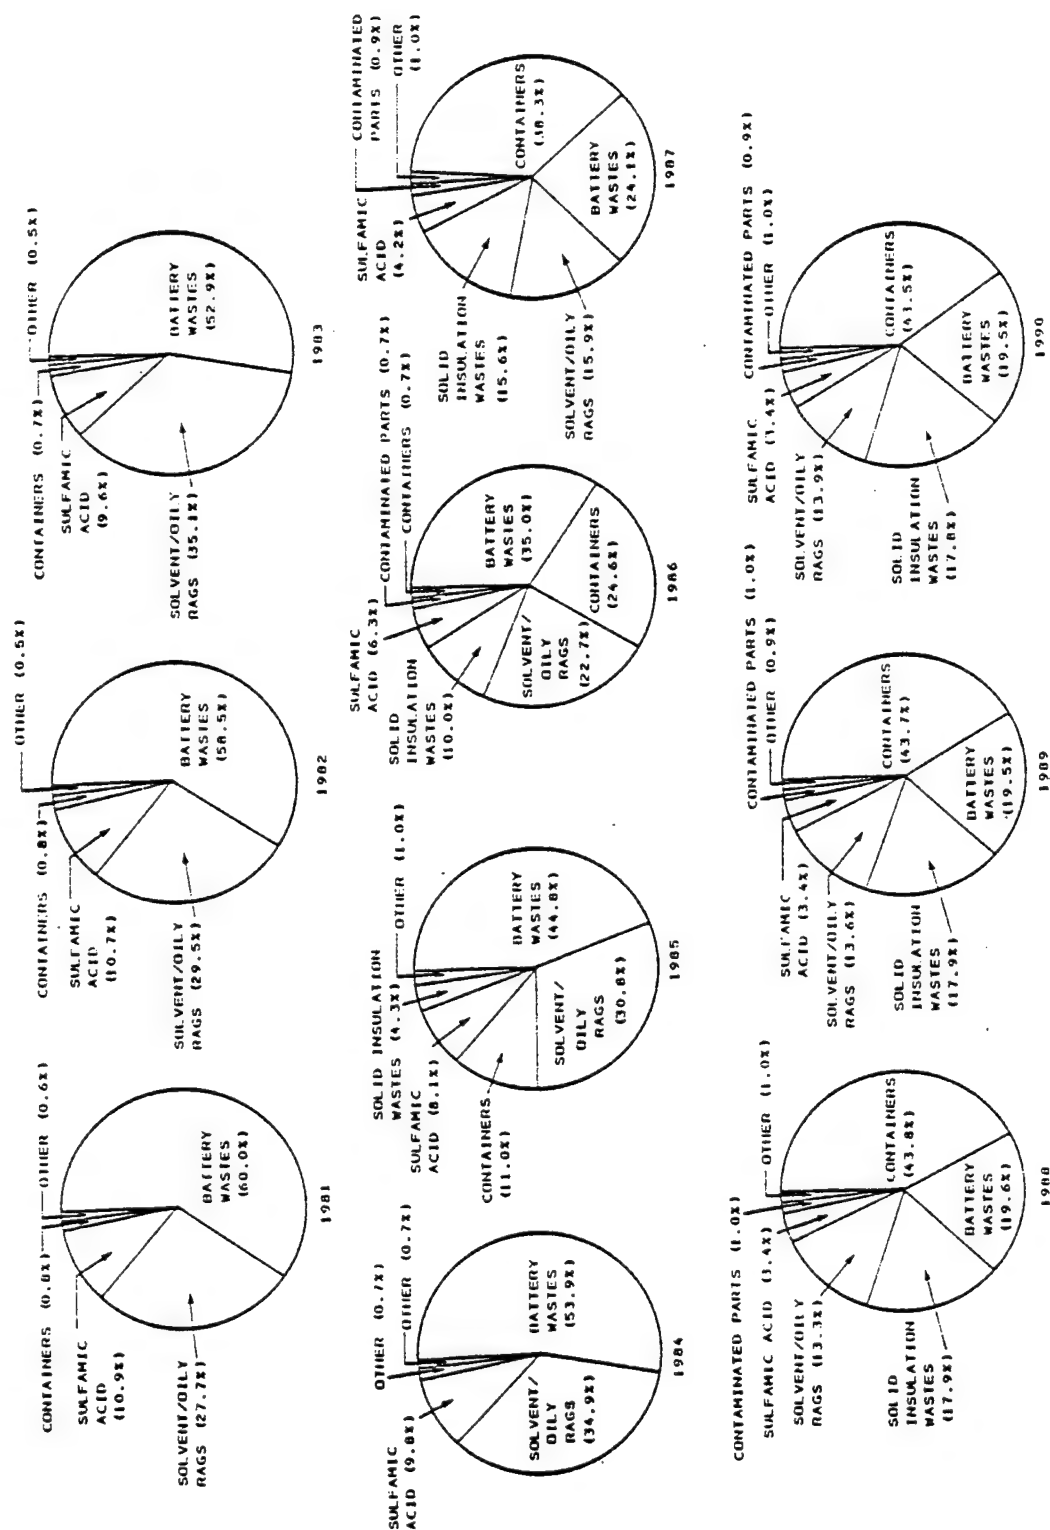 CONTAINERS (0.8%)
OTHER (0.6%)
SULFAMIC
ACID
(10.9%)
BATTERY
WASTES
(60.0%)
SOLVENT/OILY
RAGS (27.7%)
1981
CONTAINERS (0.8%)
OTHER (0.6%)
SULFAMIC
ACID
(10.7%)
BATTERY
WASTES
(58.5%)
SOLVENT/OILY
RAGS (29.5%)
1982
CONTAINERS (0.7%)
OTHER (0.5%)
SULFAMIC
ACID
(9.6%)
BATTERY
WASTES
(52.9%)
SOLVENT/OILY
RAGS (35.1%)
1983
OTHER (0.7%)
OTHER (0.7%)
SULFAMIC
ACID (9.8%)
BATTERY
WASTES
(53.9%)
SOLVENT/
OILY
RAGS
(34.9%)
1984
SOLID INSULATION
WASTES (4.3%)
OTHER (1.0%)
SULFAMIC
ACID (8.1%)
BATTERY
WASTES
(44.8%)
CONTAINERS
(11.0%)
SOLVENT/
OILY
RAGS
(30.8%)
1985
SULFAMIC
ACID (6.3%)
CONTAMINATED PARTS (0.7%)
CONTAINERS (0.7%)
SOLID
INSULATION
WASTES
(10.0%)
BATTERY
WASTES
(35.0%)
SOLVENT/
OILY
RAGS
(22.7%)
CONTAINERS
(24.6%)
1986
CONTAMINATED
PARTS (0.9%)
OTHER
(1.0%)
SULFAMIC
ACID
(4.2%)
CONTAINERS
(38.3%)
SOLID
INSULATION
WASTES
(15.6%)
BATTERY
WASTES
(24.1%)
SOLVENT/OILY
RAGS (15.9%)
1987
CONTAMINATED PARTS (1.0%)
SULFAMIC ACID (3.4%)
OTHER (1.0%)
SOLVENT/OILY
RAGS (13.3%)
CONTAINERS
(43.8%)
SOLID
INSULATION
WASTES
(17.9%)
BATTERY
WASTES
(19.6%)
1988
CONTAMINATED PARTS (1.0%)
OTHER (0.9%)
SULFAMIC
ACID (3.4%)
SOLVENT/OILY
RAGS (13.6%)
CONTAINERS
(43.7%)
SOLID
INSULATION
WASTES
(17.9%)
BATTERY
WASTES
(19.5%)
1989
CONTAMINATED PARTS (0.9%)
OTHER (1.0%)
SULFAMIC
ACID (3.4%)
SOLVENT/OILY
RAGS (13.9%)
CONTAINERS
(43.5%)
SOLID
INSULATION
WASTES
(17.8%)
BATTERY
WASTES
(19.5%)
1990